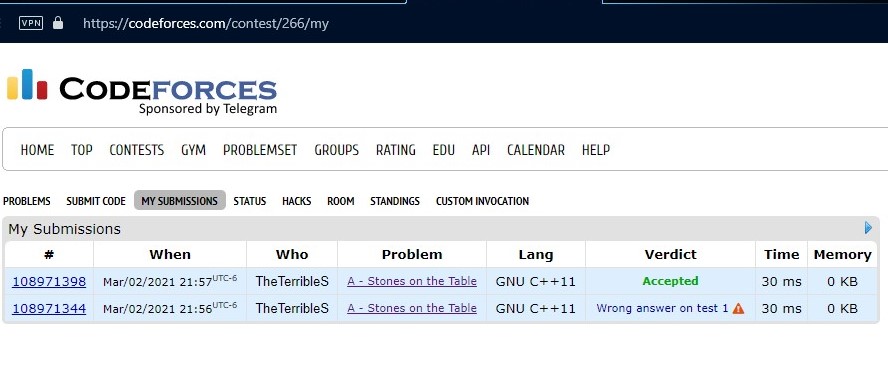 VPN https://codeforces.com/contest/266/my
CODEFORCES
Sponsored by Telegram
HOME TOP CONTESTS GYM PROBLEMSET GROUPS RATING EDU API CALENDAR HELP
PROBLEMS SUBMIT CODE MY SUBMISSIONS STATUS HACKS ROOM STANDINGS CUSTOM INVOCATION
My Submissions
# When Who Problem Lang Verdict Time Memory
108971398 Mar/02/2021 21:57UTC-6 TheTerribleS A - Stones on the Table GNU C++11 Accepted 30 ms 0 KB
108971344 Mar/02/2021 21:56UTC-6 TheTerribleS A - Stones on the Table GNU C++11 Wrong answer on test 1 30 ms 0 KB